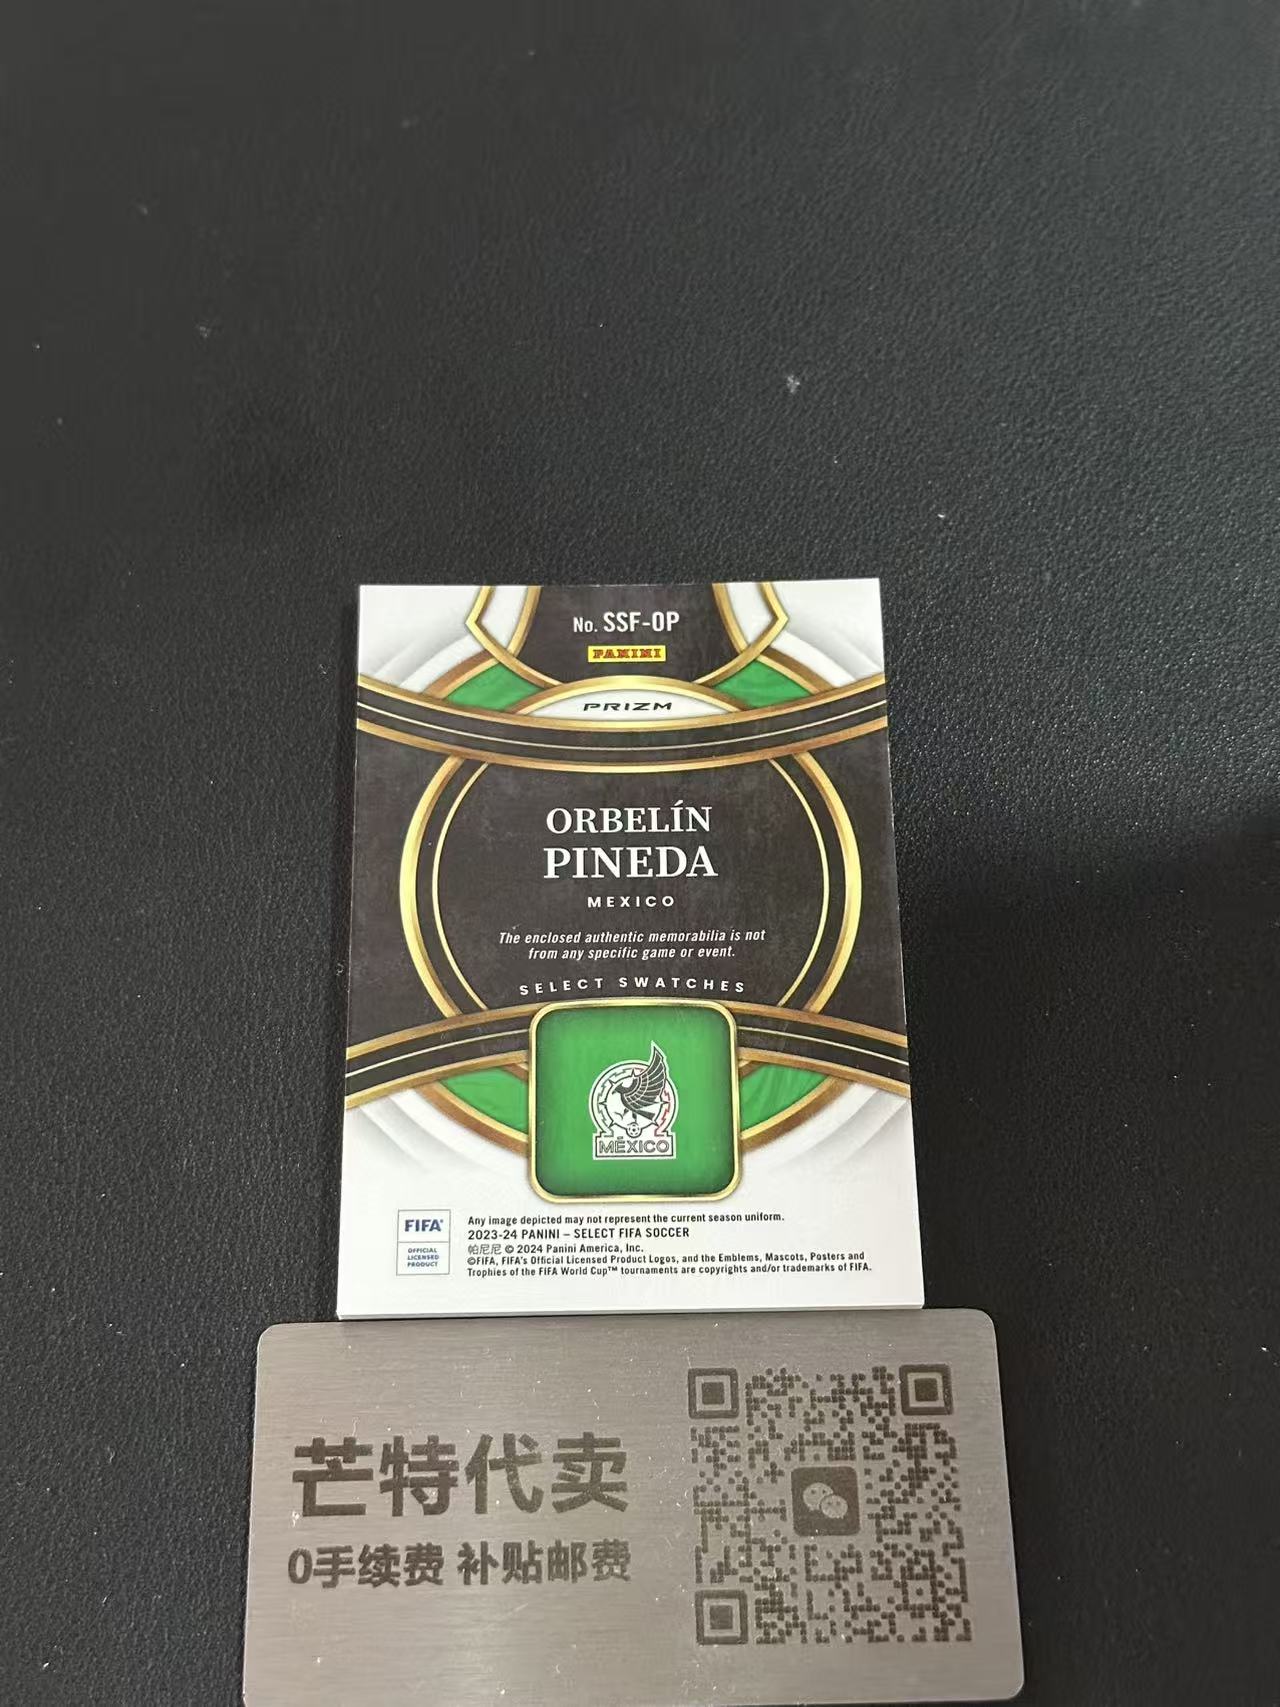 No. SSF-OP
PANINI
PRIZM
ORBELÍN
PINEDA
MEXICO
The enclosed authentic memorabilia is not
from any specific game or event.
SELECT SWATCHES
MÉXICO
FIFA®
OFFICIAL
LICENSED
PRODUCT
Any image depicted may not represent the current season uniform.
2023-24 PANINI – SELECT FIFA SOCCER
帕尼尼 © 2024 Panini America, Inc.
©FIFA, FIFA's Official Licensed Product Logos, and the Emblems, Mascots, Posters and
Trophies of the FIFA World Cup™ tournaments are copyrights and/or trademarks of FIFA.
芒特代卖
0手续费 补贴邮费